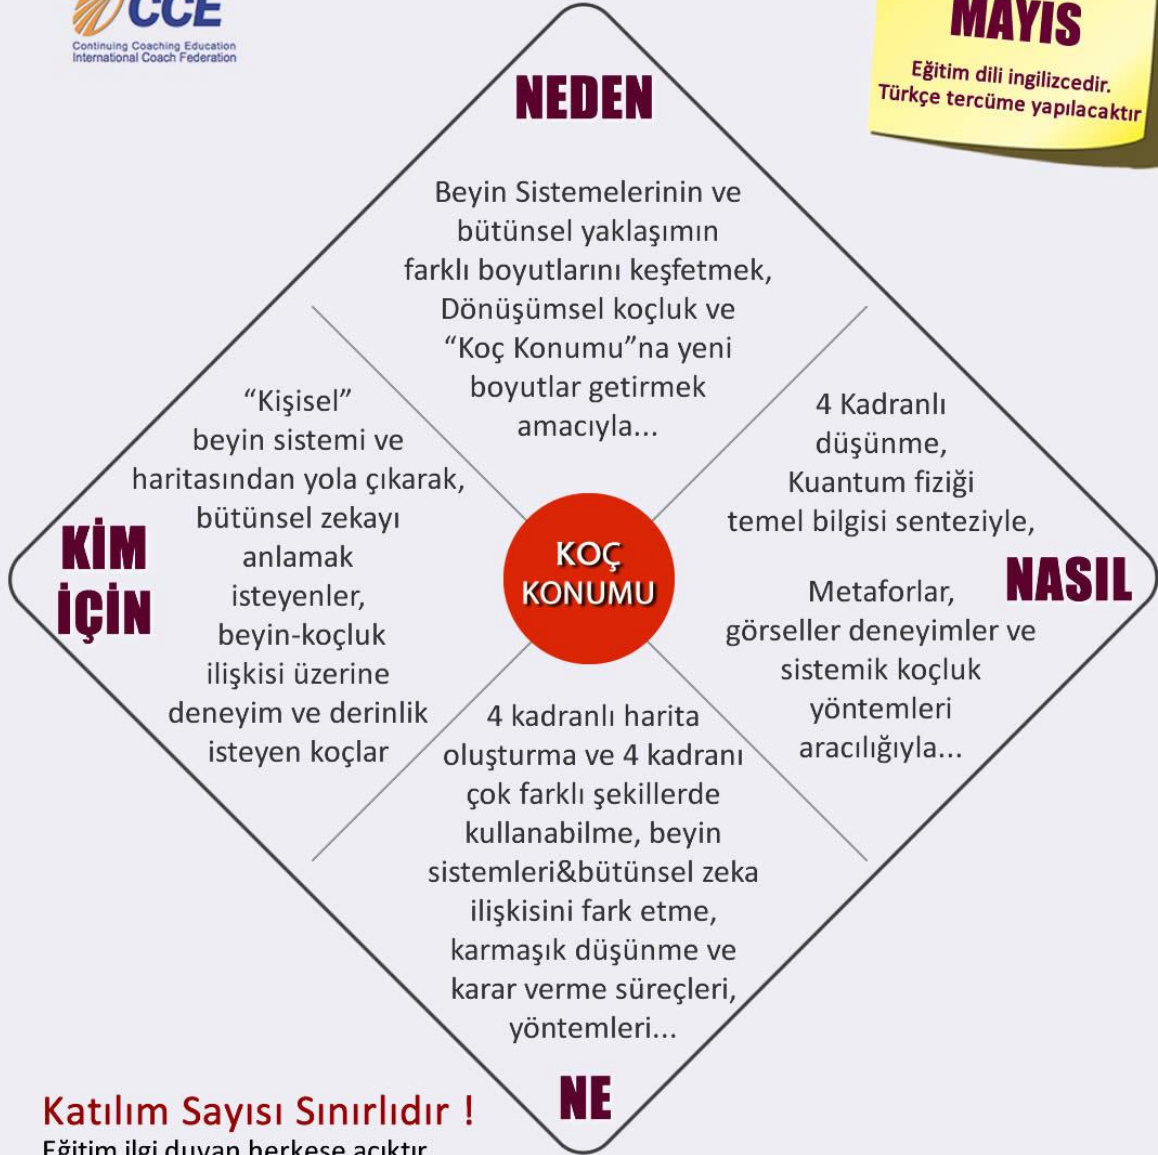 CCE
Continuing Coaching Education
International Coach Federation
MAYIS
Eğitim dili ingilizcedir.
Türkçe tercüme yapılacaktır
NEDEN
Beyin Sistemelerinin ve
bütünsel yaklaşımın
farklı boyutlarını keşfetmek,
Dönüşümsel koçluk ve
“Koç Konumu”na yeni
boyutlar getirmek
amacıyla...
KİM
İÇİN
“Kişisel”
beyin sistemi ve
haritasından yola çıkarak,
bütünsel zekayı
anlamak
isteyenler,
beyin-koçluk
ilişkisi üzerine
deneyim ve derinlik
isteyen koçlar
KOÇ
KONUMU
4 Kadranlı
düşünme,
Kuantum fiziği
temel bilgisi senteziyle,
Metaforlar,
görseller deneyimler ve
sistemik koçluk
yöntemleri
aracılığıyla...
NASIL
4 kadranlı harita
oluşturma ve 4 kadranı
çok farklı şekillerde
kullanabilme, beyin
sistemleri&bütünsel zeka
ilişkisini fark etme,
karmaşık düşünme ve
karar verme süreçleri,
yöntemleri...
NE
Katılım Sayısı Sınırlıdır !
Eğitim ilgi duyan herkese açıktır